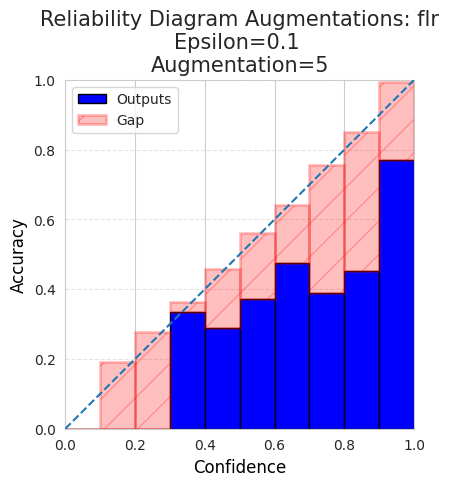 Reliability Diagram Augmentations: flr
Epsilon=0.1
Augmentation=5
Outputs
Gap
Accuracy
1.0
0.8
0.6
0.4
0.2
0.0
0.0 0.2 0.4 0.6 0.8 1.0
Confidence